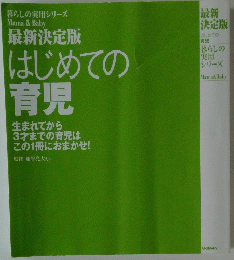 暮らしの実用シリーズ
Mama & Baby
最新決定版
はじめての
育児
生まれてから
3才までの育児は
この1冊におまかせ!
最新
決定版
暮らしの
実用
シリーズ
Mama & Baby